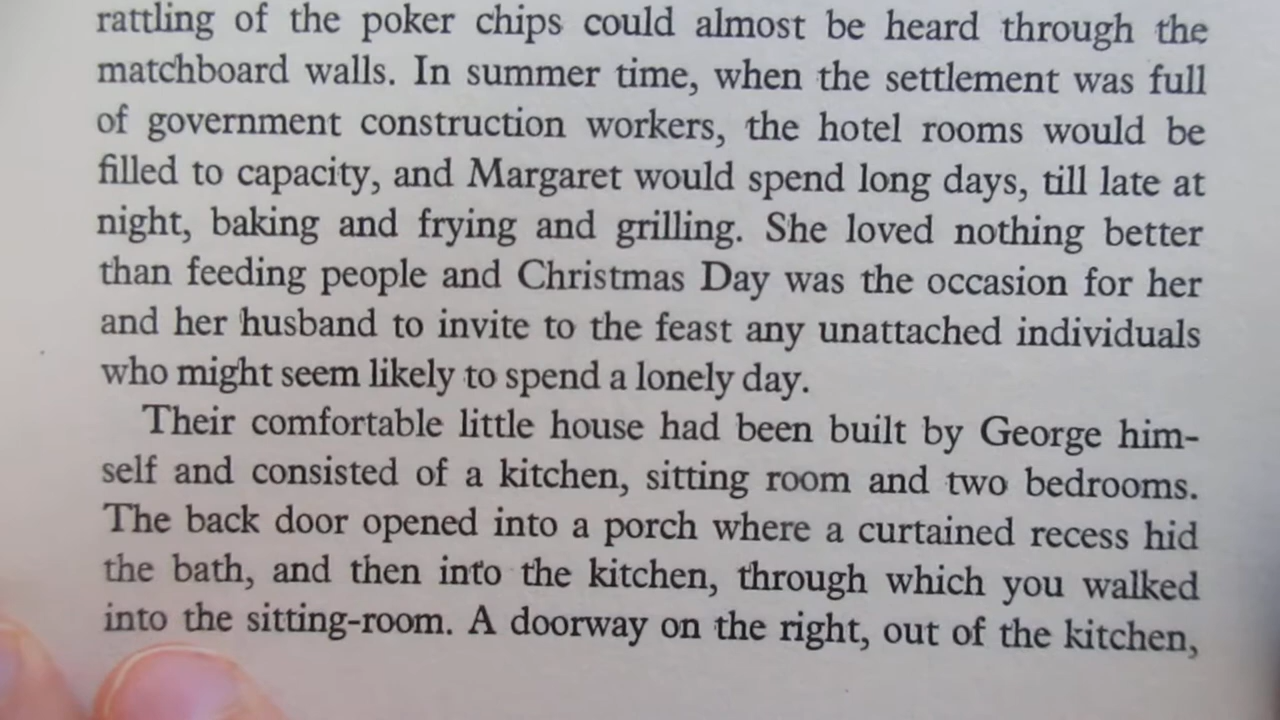 rattling of the poker chips could almost be heard through the
matchboard walls. In summer time, when the settlement was full
of government construction workers, the hotel rooms would be
filled to capacity, and Margaret would spend long days, till late at
night, baking and frying and grilling. She loved nothing better
than feeding people and Christmas Day was the occasion for her
and her husband to invite to the feast any unattached individuals
who might seem likely to spend a lonely day.
Their comfortable little house had been built by George him-
self and consisted of a kitchen, sitting room and two bedrooms.
The back door opened into a porch where a curtained recess hid
the bath, and then into the kitchen, through which you walked
into the sitting-room. A doorway on the right, out of the kitchen,